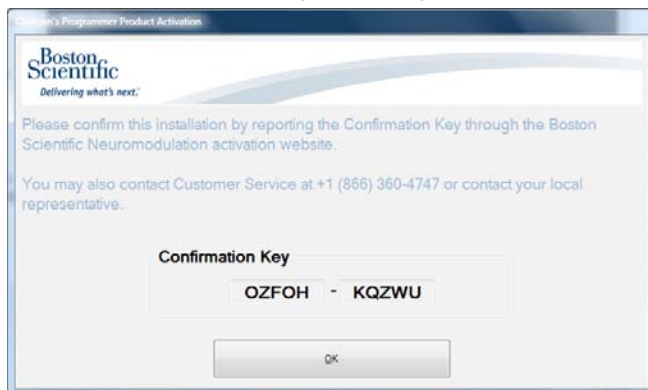 Clinician's Programmer Product Activation
Boston
Scientific
Delivering what's next.™
Please confirm this installation by reporting the Confirmation Key through the Boston
Scientific Neuromodulation activation website.
You may also contact Customer Service at +1 (866) 360-4747 or contact your local
representative.
Confirmation Key
OZFOH - KQZWU
OK